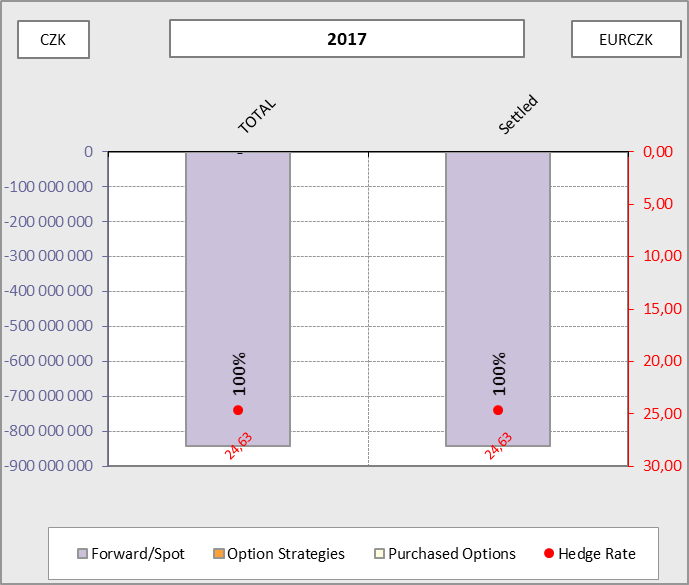 CZK
2017
EURCZK
TOTAL
Settled
0
-100 000 000
-200 000 000
-300 000 000
-400 000 000
-500 000 000
-600 000 000
-700 000 000
-800 000 000
-900 000 000
100%
24,63
100%
24,63
0,00
5,00
10,00
15,00
20,00
25,00
30,00
Forward/Spot Option Strategies Purchased Options Hedge Rate